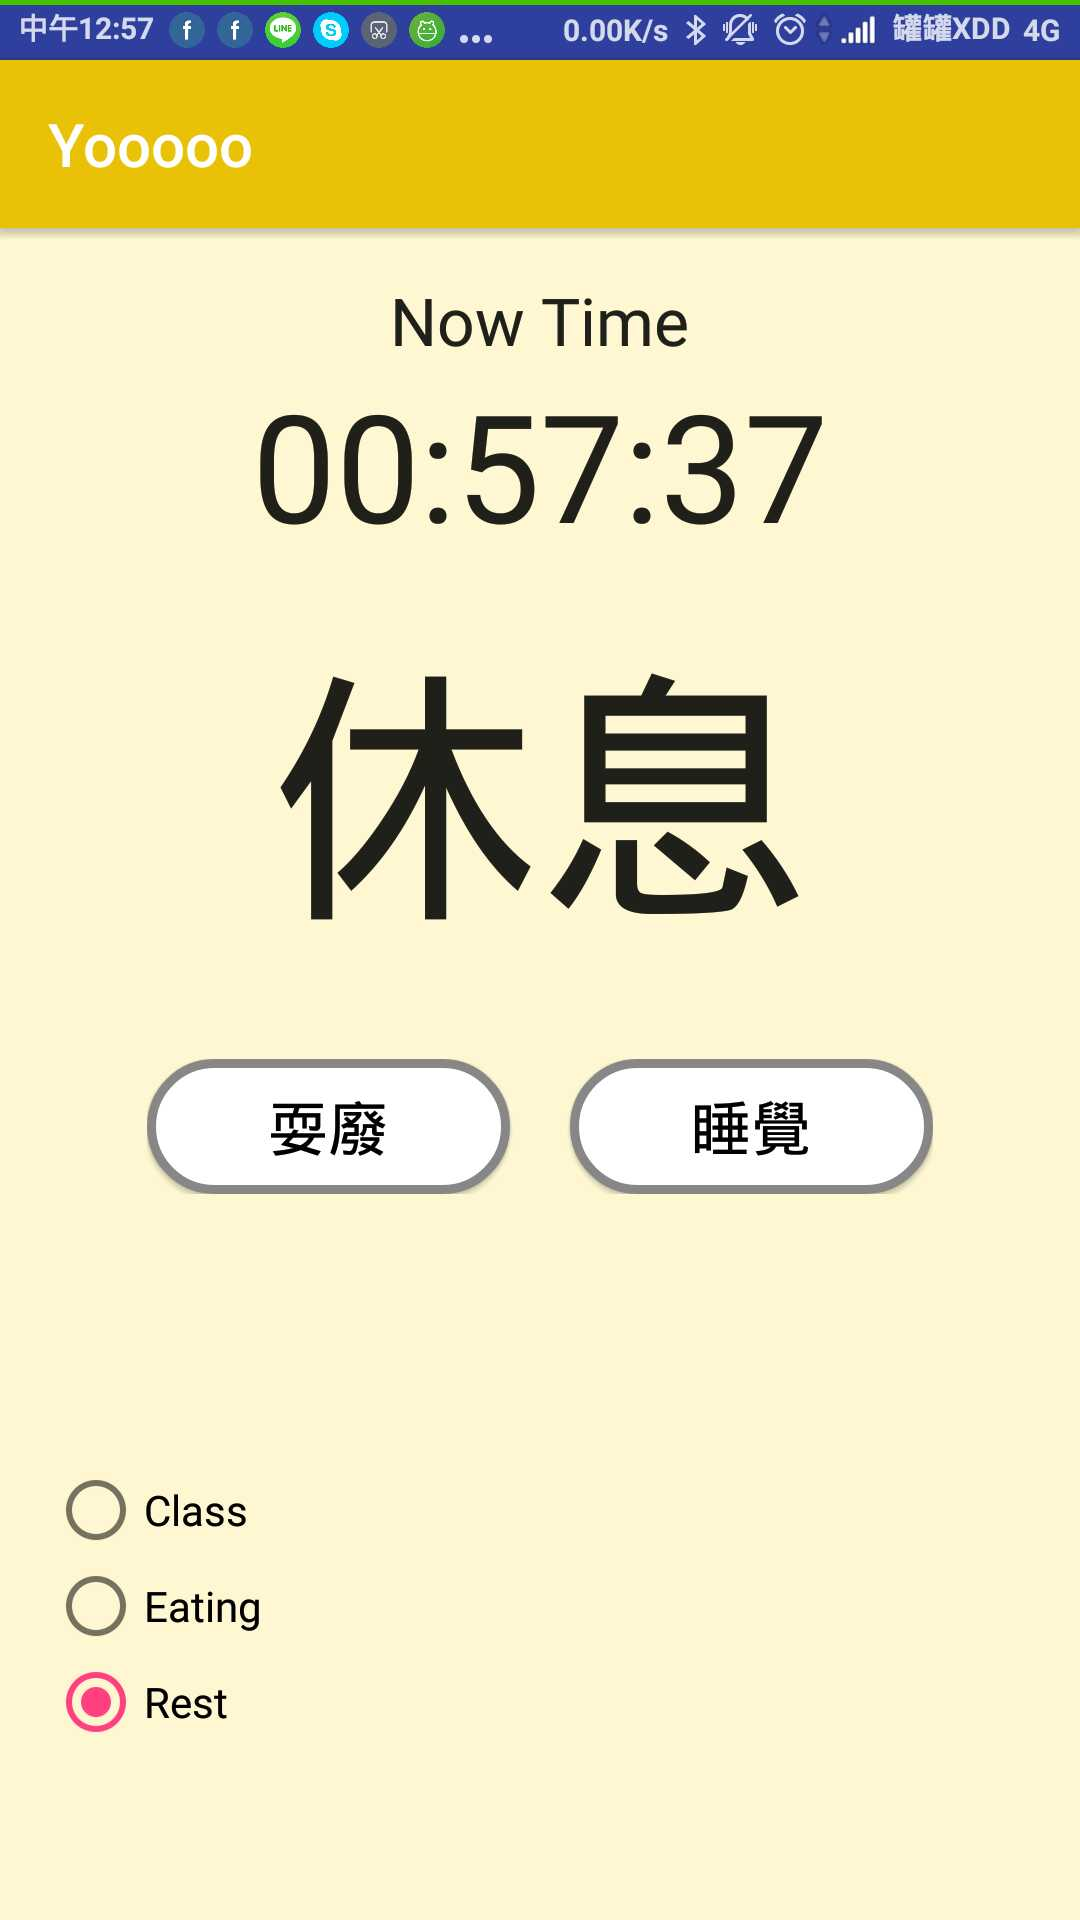 中午12:57 f f LINE S ... 0.00K/s 罐罐XDD 4G
Yooooo
Now Time
00:57:37
休息
耍廢 睡覺
Class
Eating
Rest